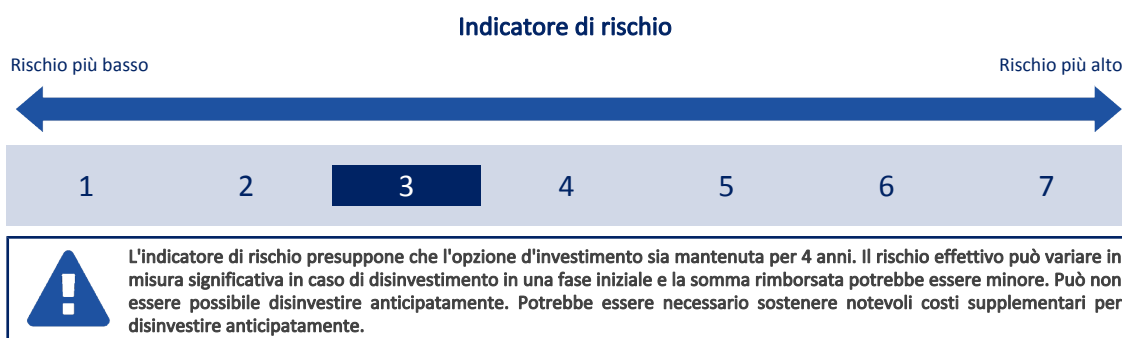 Indicatore di rischio
Rischio più basso
Rischio più alto
1 2 3 4 5 6 7
L'indicatore di rischio presuppone che l'opzione d'investimento sia mantenuta per 4 anni. Il rischio effettivo può variare in
misura significativa in caso di disinvestimento in una fase iniziale e la somma rimborsata potrebbe essere minore. Può non
essere possibile disinvestire anticipatamente. Potrebbe essere necessario sostenere notevoli costi supplementari per
disinvestire anticipatamente.